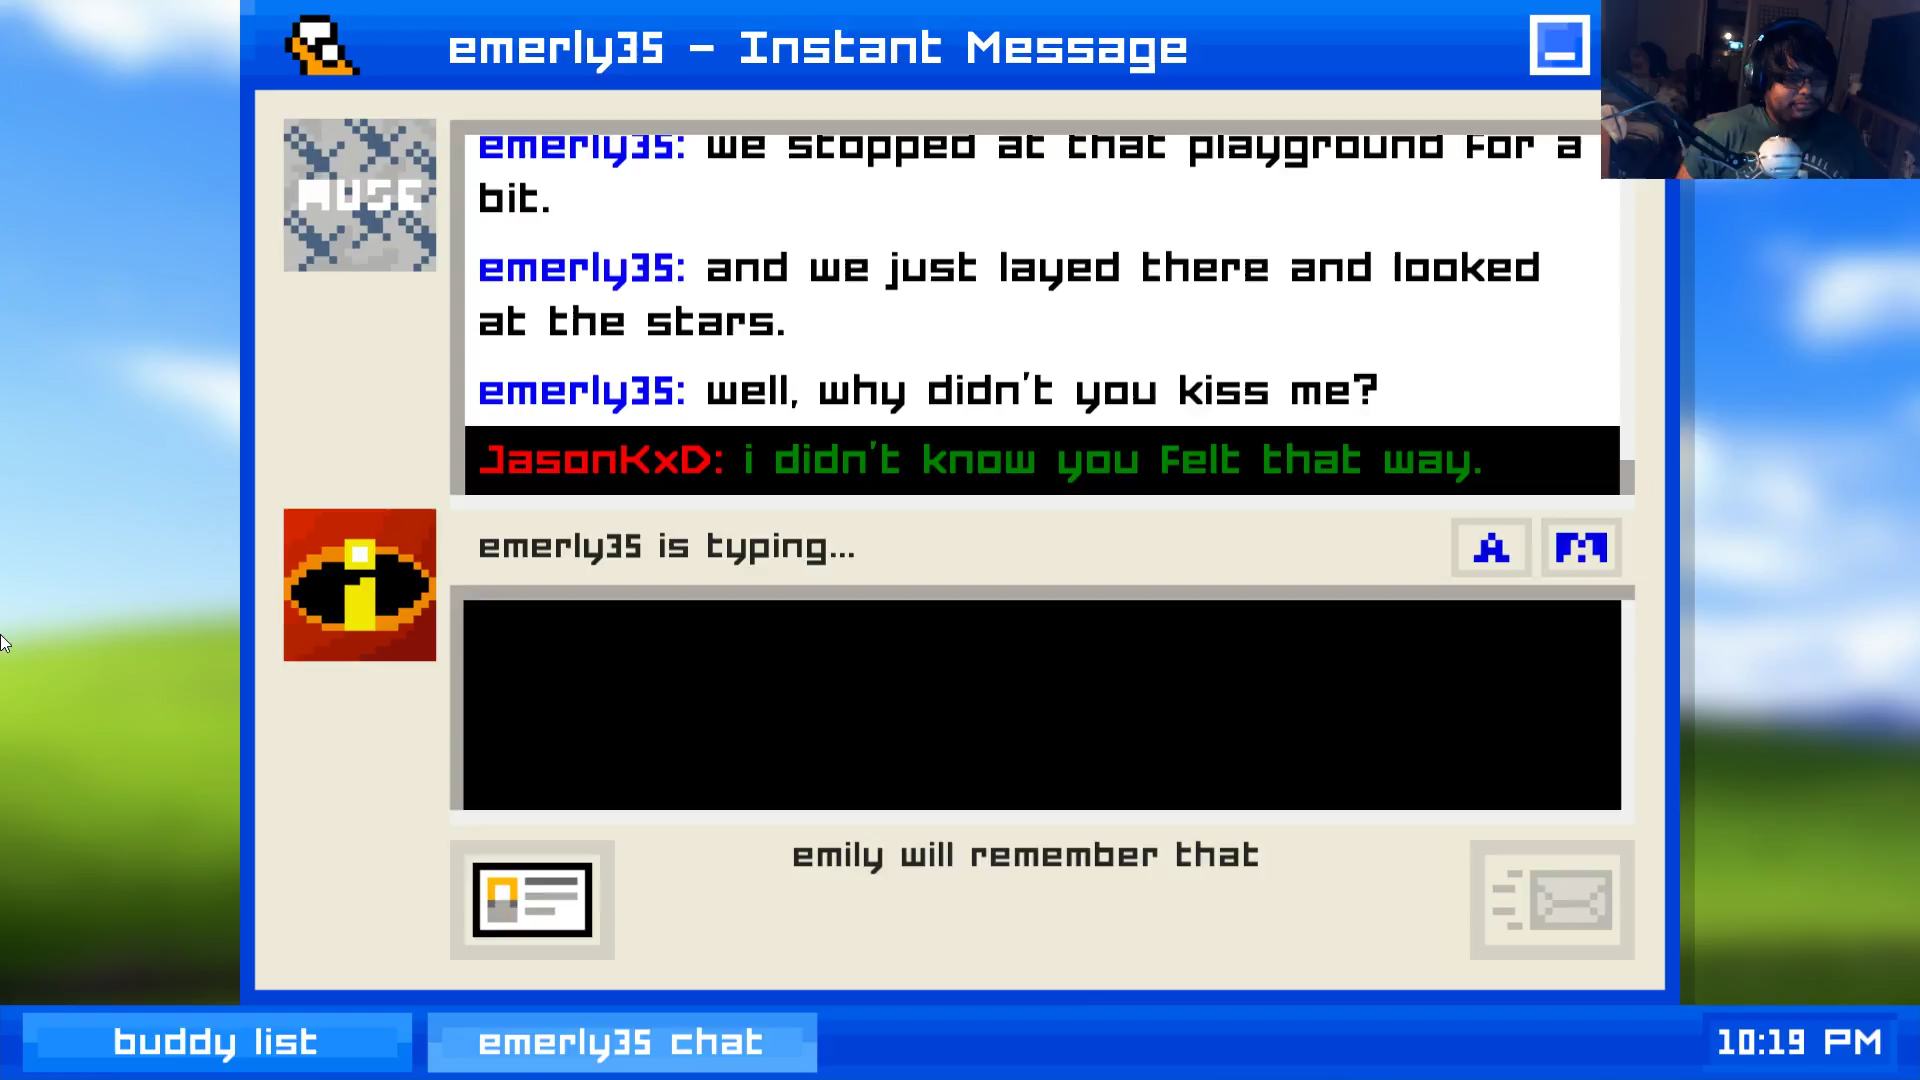 emerly35 - Instant Message
MUSE
emerly35: we stopped at that playground for a
bit.
emerly35: and we just layed there and looked
at the stars.
emerly35: well, why didn't you kiss me?
JasonKxD: i didn't know you felt that way.
emerly35 is typing...
A
emily will remember that
buddy list
emerly35 chat
10:19 PM